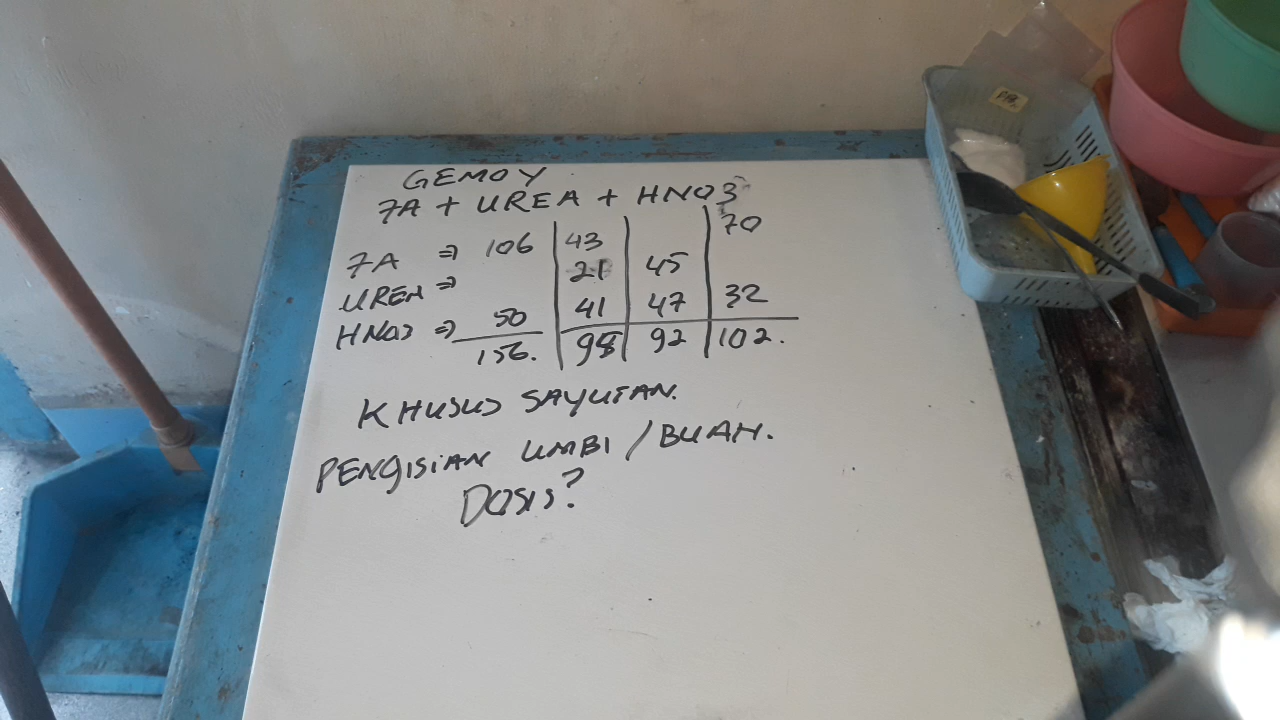 GEMOY
7A + UREA + HNO3
7A ⇒ 106 | 43 | | 70
UREA ⇒ | 21 | 45 |
HNO3 ⇒ 50 | 41 | 47 | 32
156. | 98 | 92 | 102.
KHUSUS SAYURAN.
PENGISIAN UMBI / BUAH.
DOSIS?